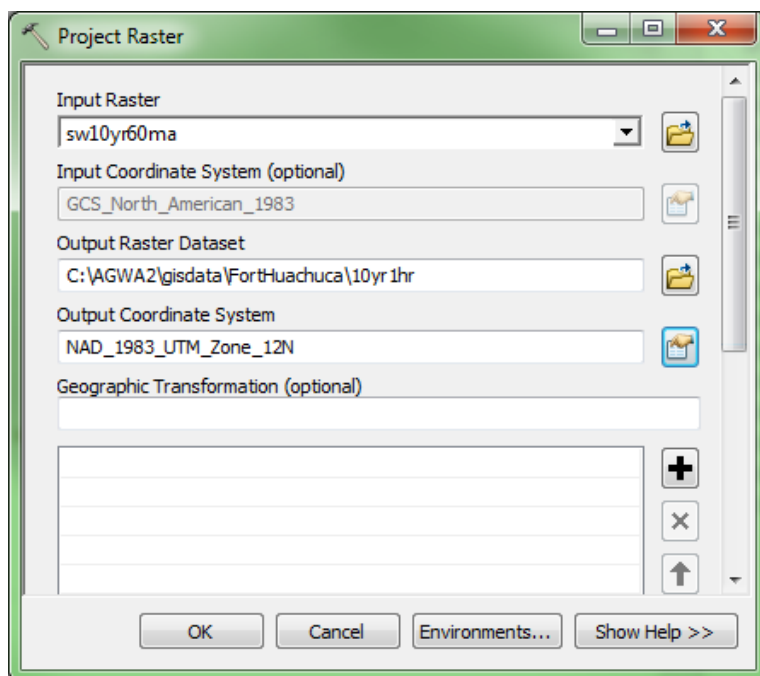 Project Raster
Input Raster
sw10yr60ma
Input Coordinate System (optional)
GCS_North_American_1983
Output Raster Dataset
C:\AGWA2\gisdata\FortHuachuca\10yr1hr
Output Coordinate System
NAD_1983_UTM_Zone_12N
Geographic Transformation (optional)
OK Cancel Environments... Show Help >>